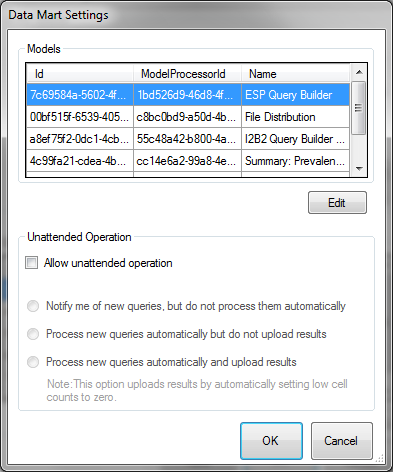 Data Mart Settings
Models
Id ModelProcessorId Name
7c69584a-5602-4f... 1bd526d9-46d8-4f... ESP Query Builder
00bf515f-6539-405... c8bc0bd9-a50d-4b... File Distribution
a8ef75f2-0dc1-4cb... 55c48a42-b800-4a... I2B2 Query Builder ...
4c99fa21-cdea-4b... cc14e6a2-99a8-4e... Summary: Prevalen...
Edit
Unattended Operation
Allow unattended operation
Notify me of new queries, but do not process them automatically
Process new queries automatically but do not upload results
Process new queries automatically and upload results
Note: This option uploads results by automatically setting low cell
counts to zero.
OK Cancel